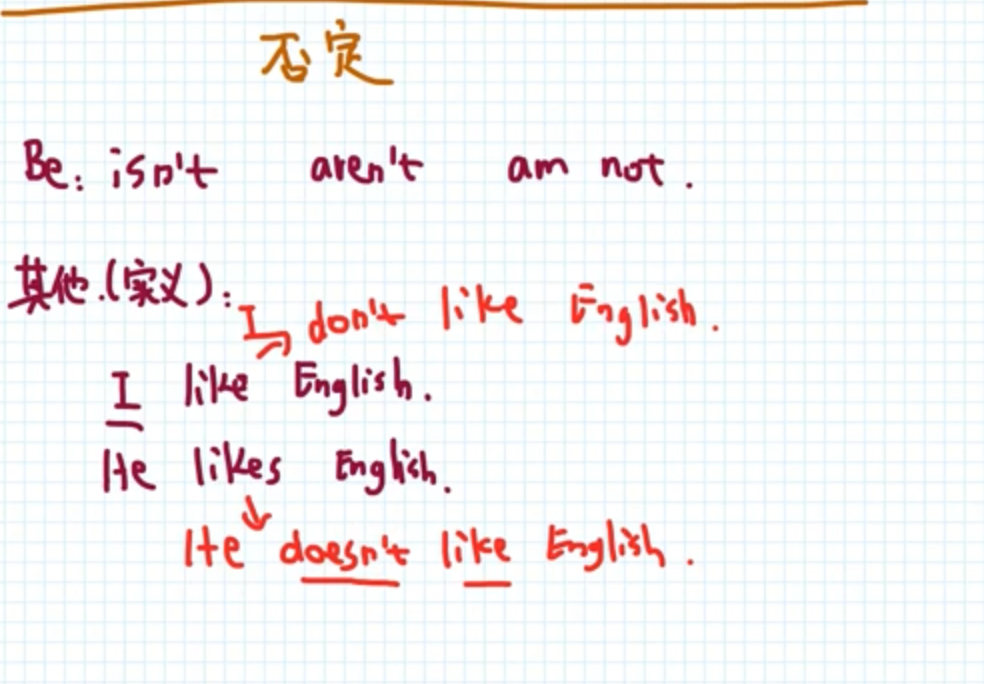 否定
Be: isn't aren't am not.
其他.(实义):
I don't like English.
I like English.
He likes English.
He doesn't like English.